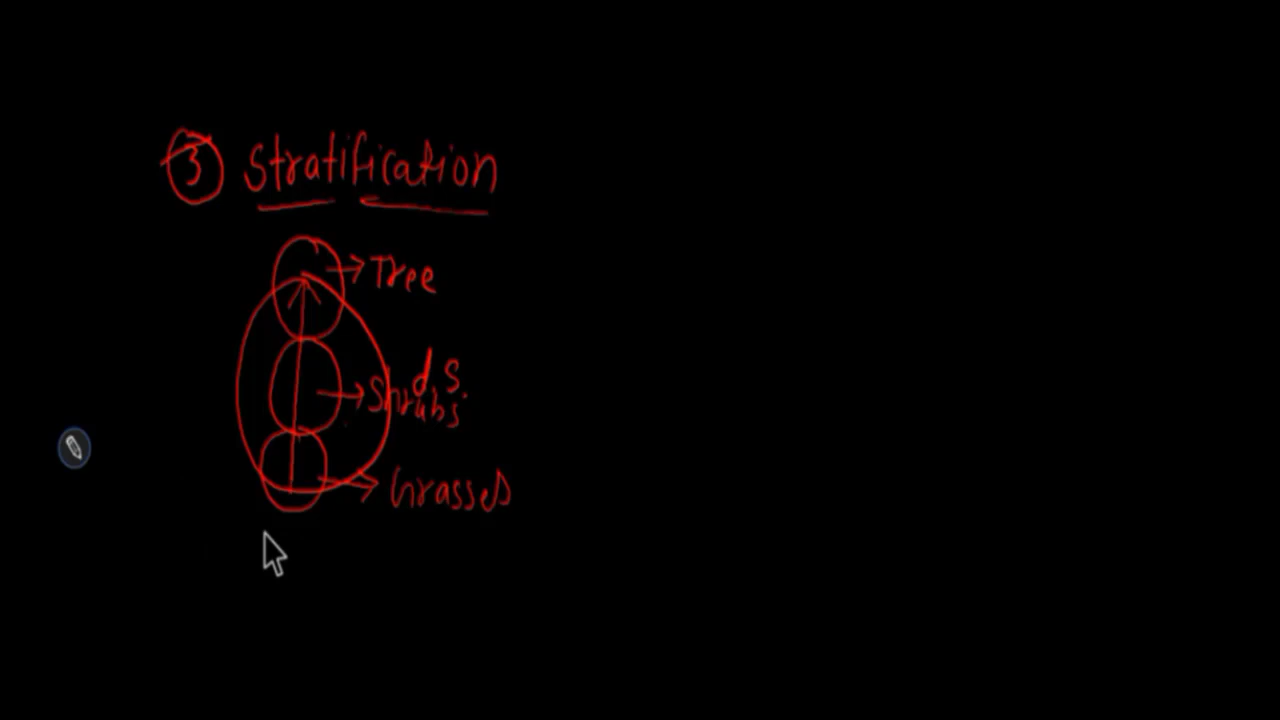 3 Stratification
Tree
d. S.
Shrubs
Grasses